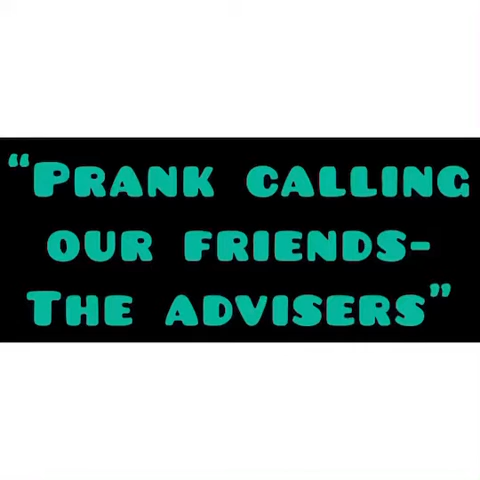 “Prank calling
our friends-
The advisers”